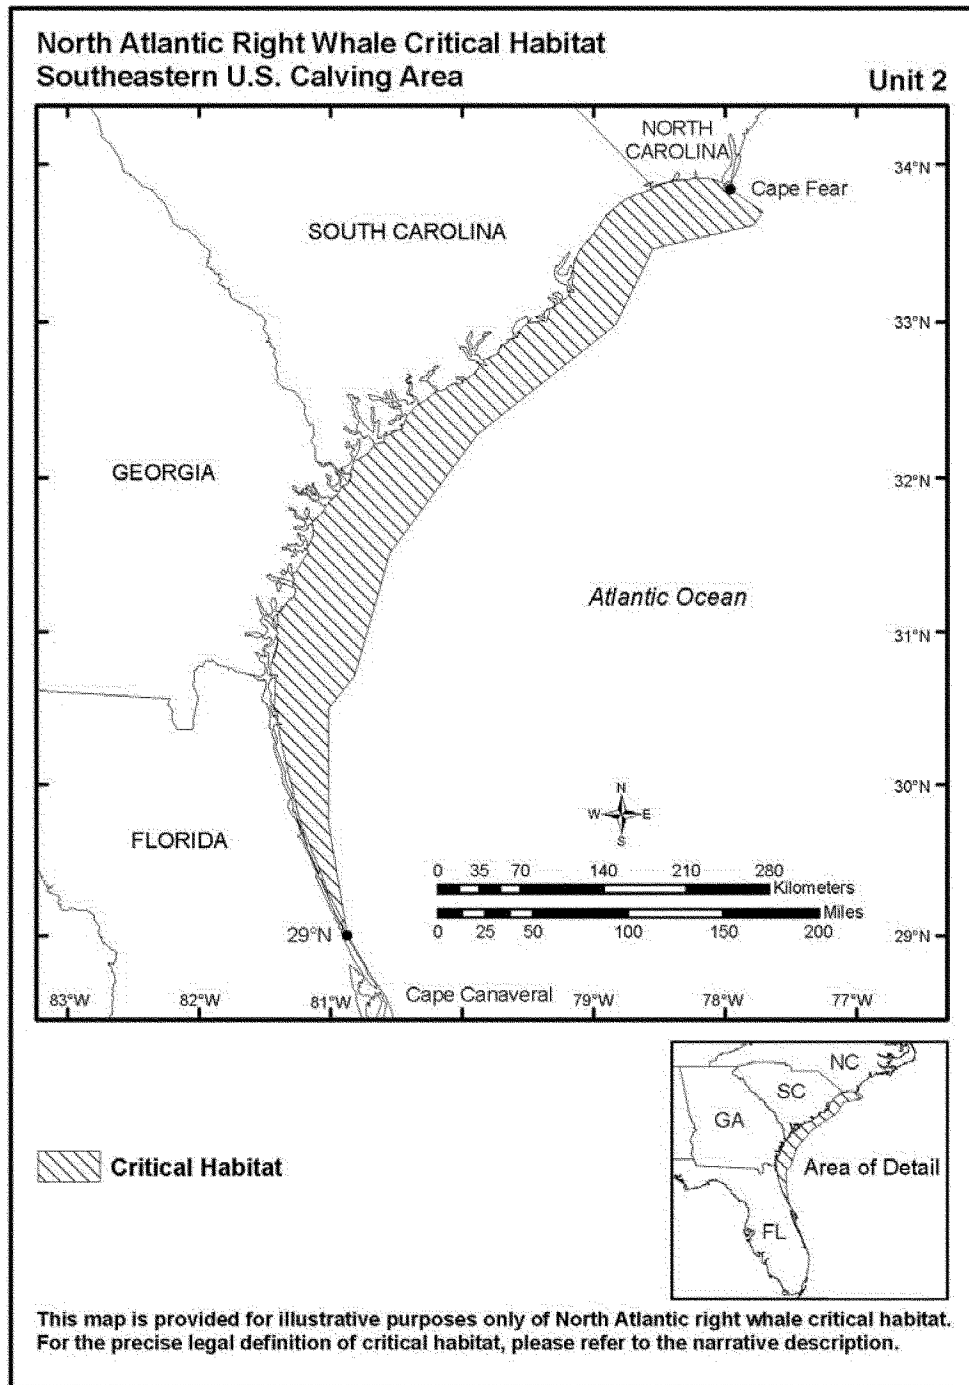 North Atlantic Right Whale Critical Habitat
Southeastern U.S. Calving Area
Unit 2
NORTH
CAROLINA
34°N
Cape Fear
SOUTH CAROLINA
33°N
GEORGIA
32°N
Atlantic Ocean
31°N
N
W E
S
30°N
FLORIDA
0 35 70 140 210 280
Kilometers
Miles
0 25 50 100 150 200
29°N
29°N
83°W 82°W 81°W Cape Canaveral 79°W 78°W 77°W
NC
SC
GA
Area of Detail
FL
Critical Habitat
This map is provided for illustrative purposes only of North Atlantic right whale critical habitat.
For the precise legal definition of critical habitat, please refer to the narrative description.